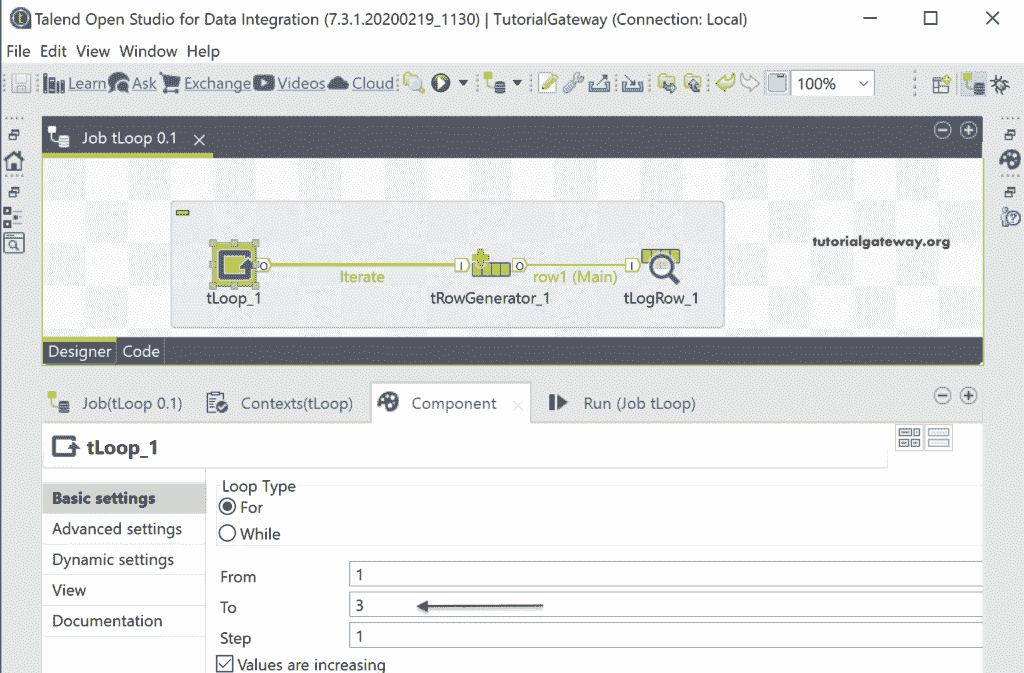 Talend Open Studio for Data Integration (7.3.1.20200219_1130) | TutorialGateway (Connection: Local)
File Edit View Window Help
Learn Ask Exchange Videos Cloud 100%
Job tLoop 0.1
tutorialgateway.org
O I O I
Iterate row1 (Main)
tLoop_1 tRowGenerator_1 tLogRow_1
Designer Code
Job(tLoop 0.1) Contexts(tLoop) Component Run (Job tLoop)
tLoop_1
Basic settings
Advanced settings
Dynamic settings
View
Documentation
Loop Type
For
While
From 1
To 3
Step 1
Values are increasing